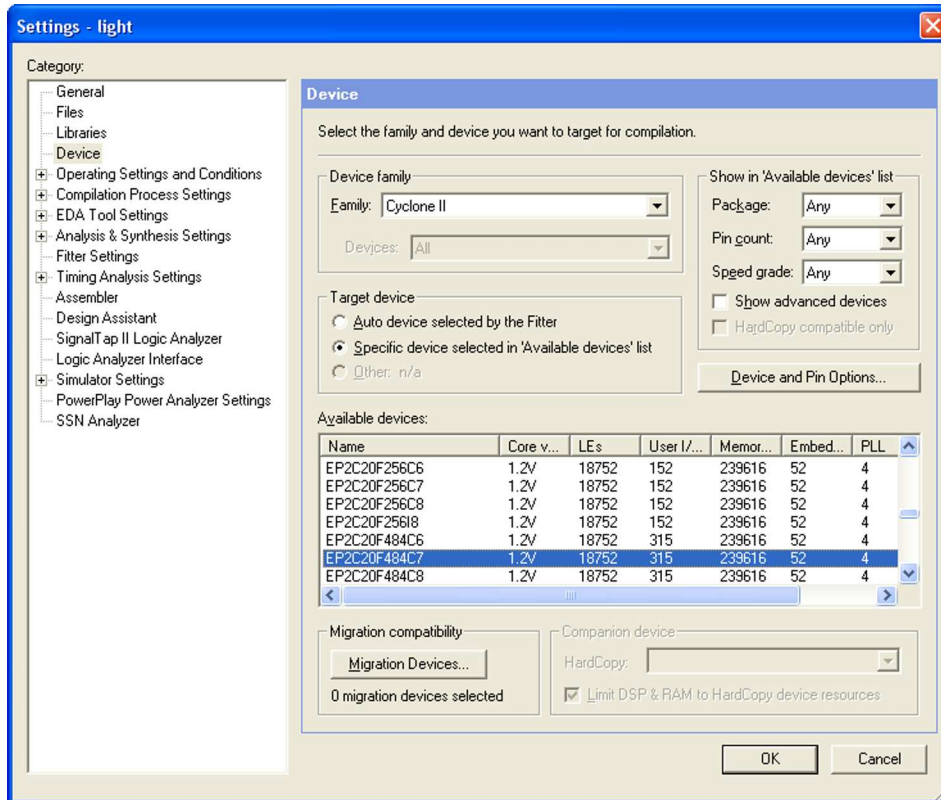 Settings - light
Category:
General
Files
Libraries
Device
Operating Settings and Conditions
Compilation Process Settings
EDA Tool Settings
Analysis & Synthesis Settings
Fitter Settings
Timing Analysis Settings
Assembler
Design Assistant
SignalTap II Logic Analyzer
Logic Analyzer Interface
Simulator Settings
PowerPlay Power Analyzer Settings
SSN Analyzer
Device
Select the family and device you want to target for compilation.
Device family
Family: Cyclone II
Devices: All
Target device
Auto device selected by the Fitter
Specific device selected in 'Available devices' list
Other: n/a
Show in 'Available devices' list
Package: Any
Pin count: Any
Speed grade: Any
Show advanced devices
HardCopy compatible only
Device and Pin Options...
Available devices:
Name Core v... LEs User I/... Memor... Embed... PLL
EP2C20F256C6 1.2V 18752 152 239616 52 4
EP2C20F256C7 1.2V 18752 152 239616 52 4
EP2C20F256C8 1.2V 18752 152 239616 52 4
EP2C20F256I8 1.2V 18752 152 239616 52 4
EP2C20F484C6 1.2V 18752 315 239616 52 4
EP2C20F484C7 1.2V 18752 315 239616 52 4
EP2C20F484C8 1.2V 18752 315 239616 52 4
Migration compatibility
Migration Devices...
0 migration devices selected
Companion device
HardCopy:
Limit DSP & RAM to HardCopy device resources
OK Cancel